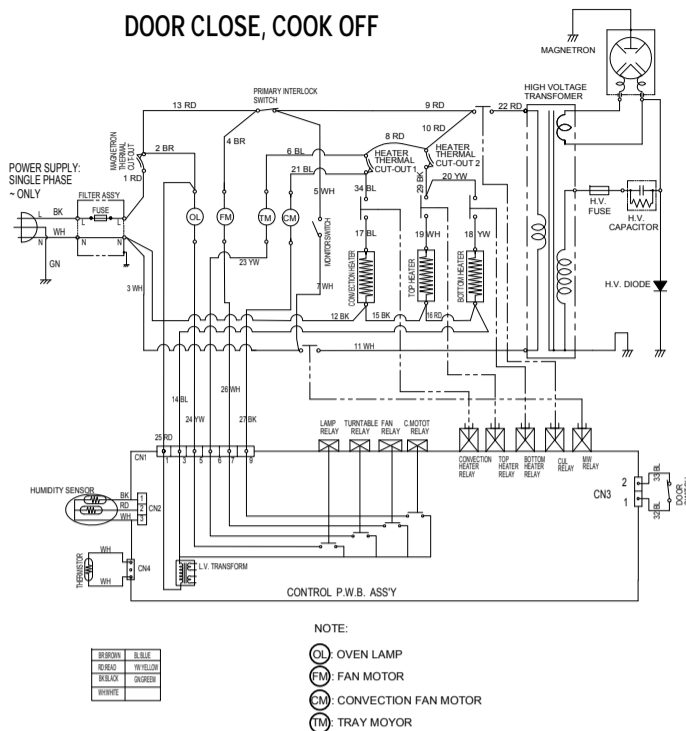 DOOR CLOSE, COOK OFF
MAGNETRON
PRIMARY INTERLOCK
SWITCH
HIGH VOLTAGE
TRANSFOMER
13 RD
9 RD
22 RD
MAGNETRON
THERMAL
CUT-OUT
2 BR
4 BR
8 RD
10 RD
1 RD
6 BL
21 BL
HEATER
THERMAL
CUT-OUT 1
HEATER
THERMAL
CUT-OUT 2
POWER SUPPLY:
SINGLE PHASE
~ ONLY
FILTER ASS'Y
FUSE
5 WH
34 BL
29 BK
20 YW
H.V.
FUSE
H.V.
CAPACITOR
L
BK
L
L
N
WH
N
N
GN
OL
FM
TM
CM
MONITOR SWITCH
17 BL
19 WH
18 YW
23 YW
CONVECTION HEATER
TOP HEATER
BOTTOM HEATER
H.V. DIODE
3 WH
7 WH
12 BK
15 BK
16 RD
11 WH
14 BL
24 YW
26 WH
27 BK
25 RD
LAMP
RELAY
TURNTABLE
RELAY
FAN
RELAY
C.MOTOT
RELAY
CN1
1
3
5
7
9
CONVECTION
HEATER
RELAY
TOP
HEATER
RELAY
BOTTOM
HEATER
RELAY
CUL
RELAY
MW
RELAY
HUMIDITY SENSOR
BK
RD
WH
1
2
3
CN2
2
1
CN3
33 BL
32 BL
DOOR
THERMISTOR
WH
WH
CN4
L.V. TRANSFORM
CONTROL P.W.B. ASS'Y
NOTE:
OL: OVEN LAMP
FM: FAN MOTOR
CM: CONVECTION FAN MOTOR
TM: TRAY MOYOR
BR:BROWN BL:BLUE
RD:READ YW:YELLOW
BK:BLACK GN:GREEM
WH:WHITE